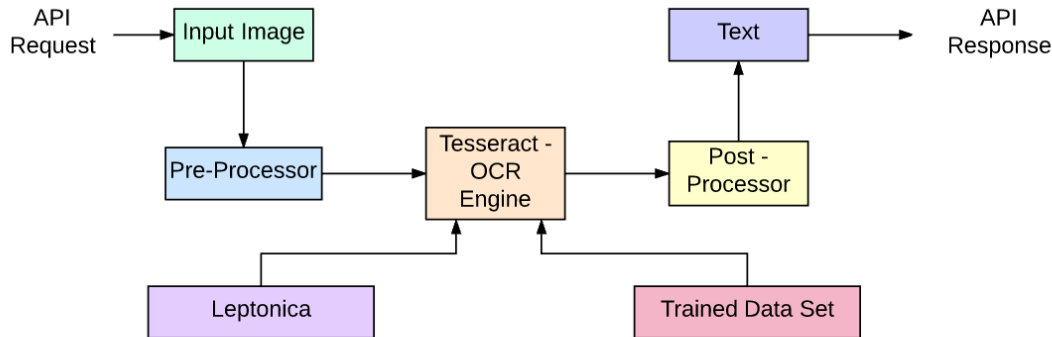 API
Request
Input Image
Text
API
Response
Pre-Processor
Tesseract -
OCR
Engine
Post -
Processor
Leptonica
Trained Data Set